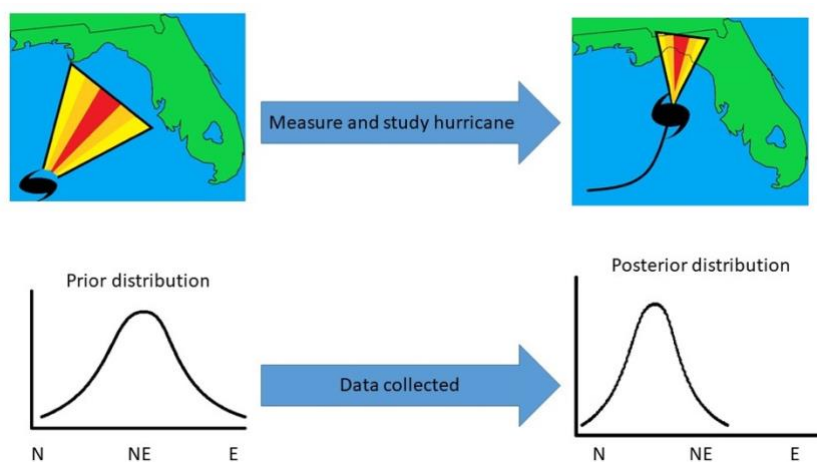 Measure and study hurricane
Prior distribution
Posterior distribution
Data collected
N NE E
N NE E